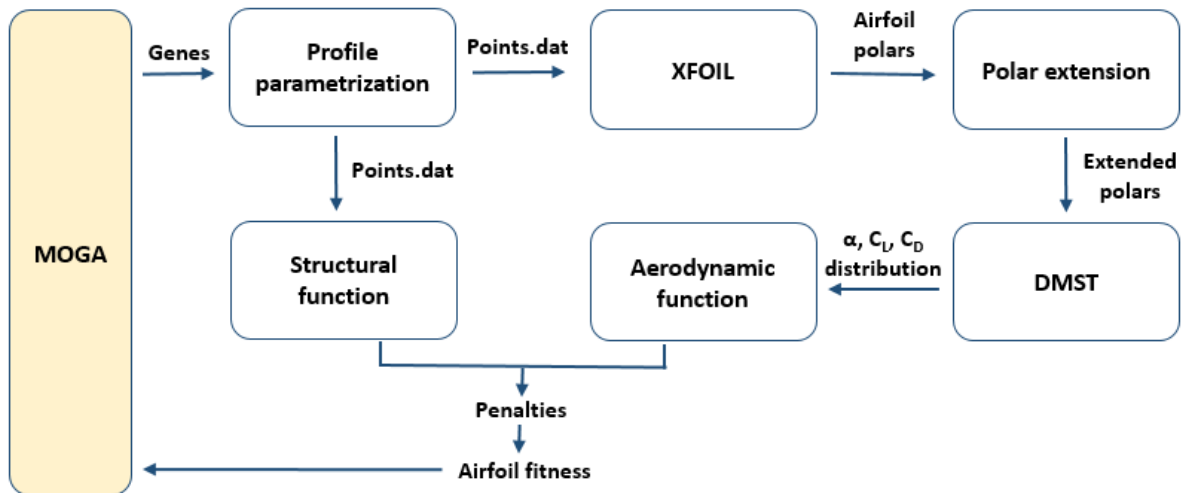 MOGA
Genes
Profile
parametrization
Points.dat
XFOIL
Airfoil
polars
Polar extension
Points.dat
Extended
polars
Structural
function
Aerodynamic
function
α, CL, CD
distribution
DMST
Penalties
Airfoil fitness